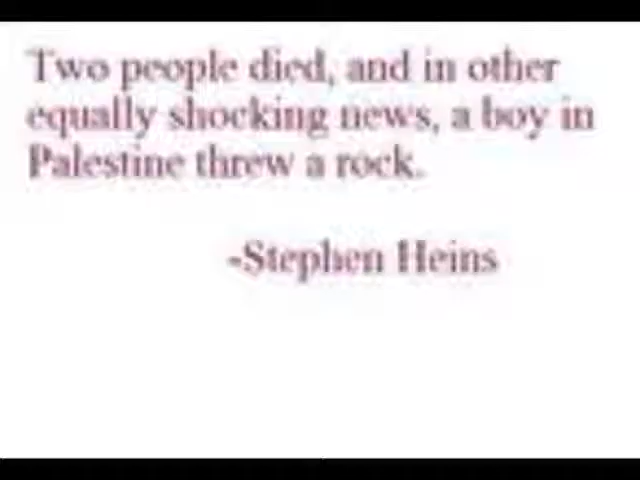 Two people died, and in other
equally shocking news, a boy in
Palestine threw a rock.
-Stephen Heins